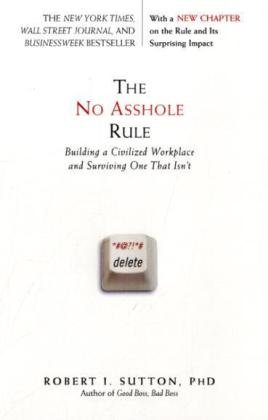 THE NEW YORK TIMES,
WALL STREET JOURNAL, AND
BUSINESSWEEK BESTSELLER
With a NEW CHAPTER
on the Rule and Its
Surprising Impact
THE
NO ASSHOLE
RULE
Building a Civilized Workplace
and Surviving One That Isn't
*#@?!*#
delete
ROBERT I. SUTTON, PHD
Author of Good Boss, Bad Boss